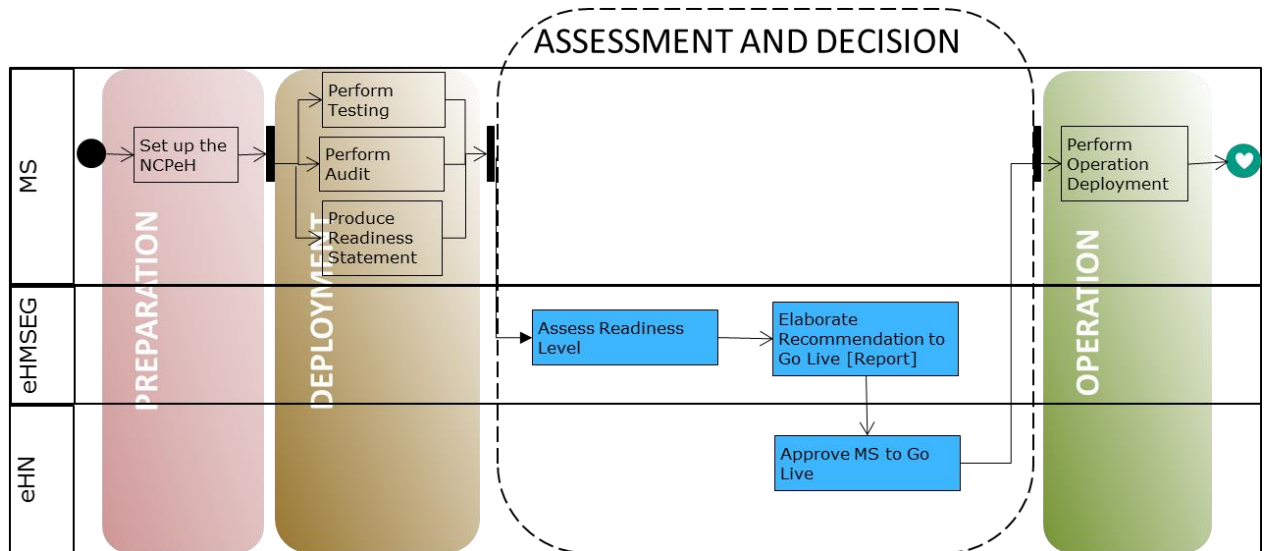 ASSESSMENT AND DECISION
MS
eHMSEG
eHN
PREPARATION
DEPLOYMENT
OPERATION
Set up the
NCPeH
Perform
Testing
Perform
Audit
Produce
Readiness
Statement
Assess Readiness
Level
Elaborate
Recommendation to
Go Live [Report]
Approve MS to Go
Live
Perform
Operation
Deployment